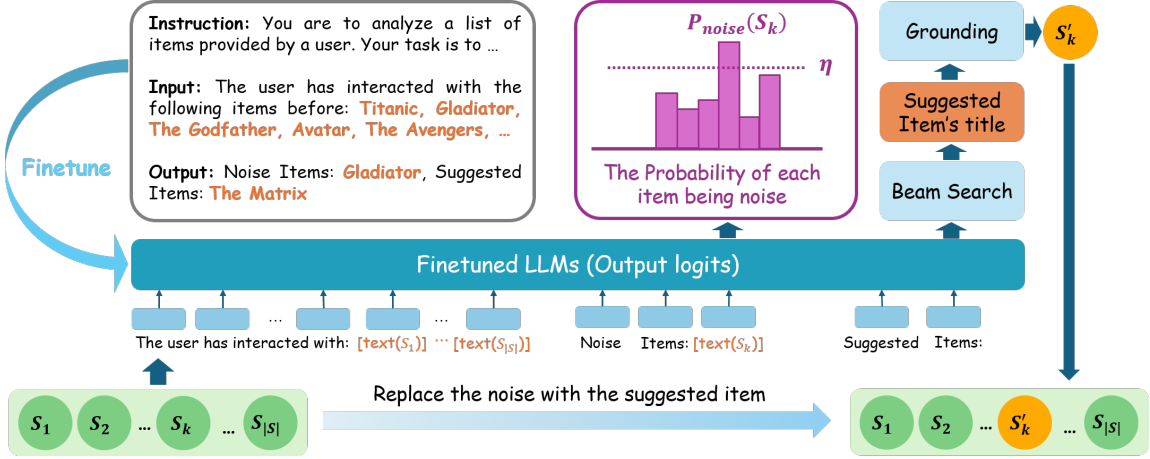 Instruction: You are to analyze a list of
items provided by a user. Your task is to ...
Input: The user has interacted with the
following items before: Titanic, Gladiator,
The Godfather, Avatar, The Avengers, ...
Output: Noise Items: Gladiator, Suggested
Items: The Matrix
Finetune
P_noise(S_k)
η
The Probability of each
item being noise
Grounding
S'_k
Suggested
Item's title
Beam Search
Finetuned LLMs (Output logits)
... ...
The user has interacted with: [text(S_1)] ... [text(S_|S|)]
Noise Items: [text(S_k)]
Suggested Items:
S_1 S_2 ... S_k ... S_|S|
Replace the noise with the suggested item
S_1 S_2 ... S'_k ... S_|S|